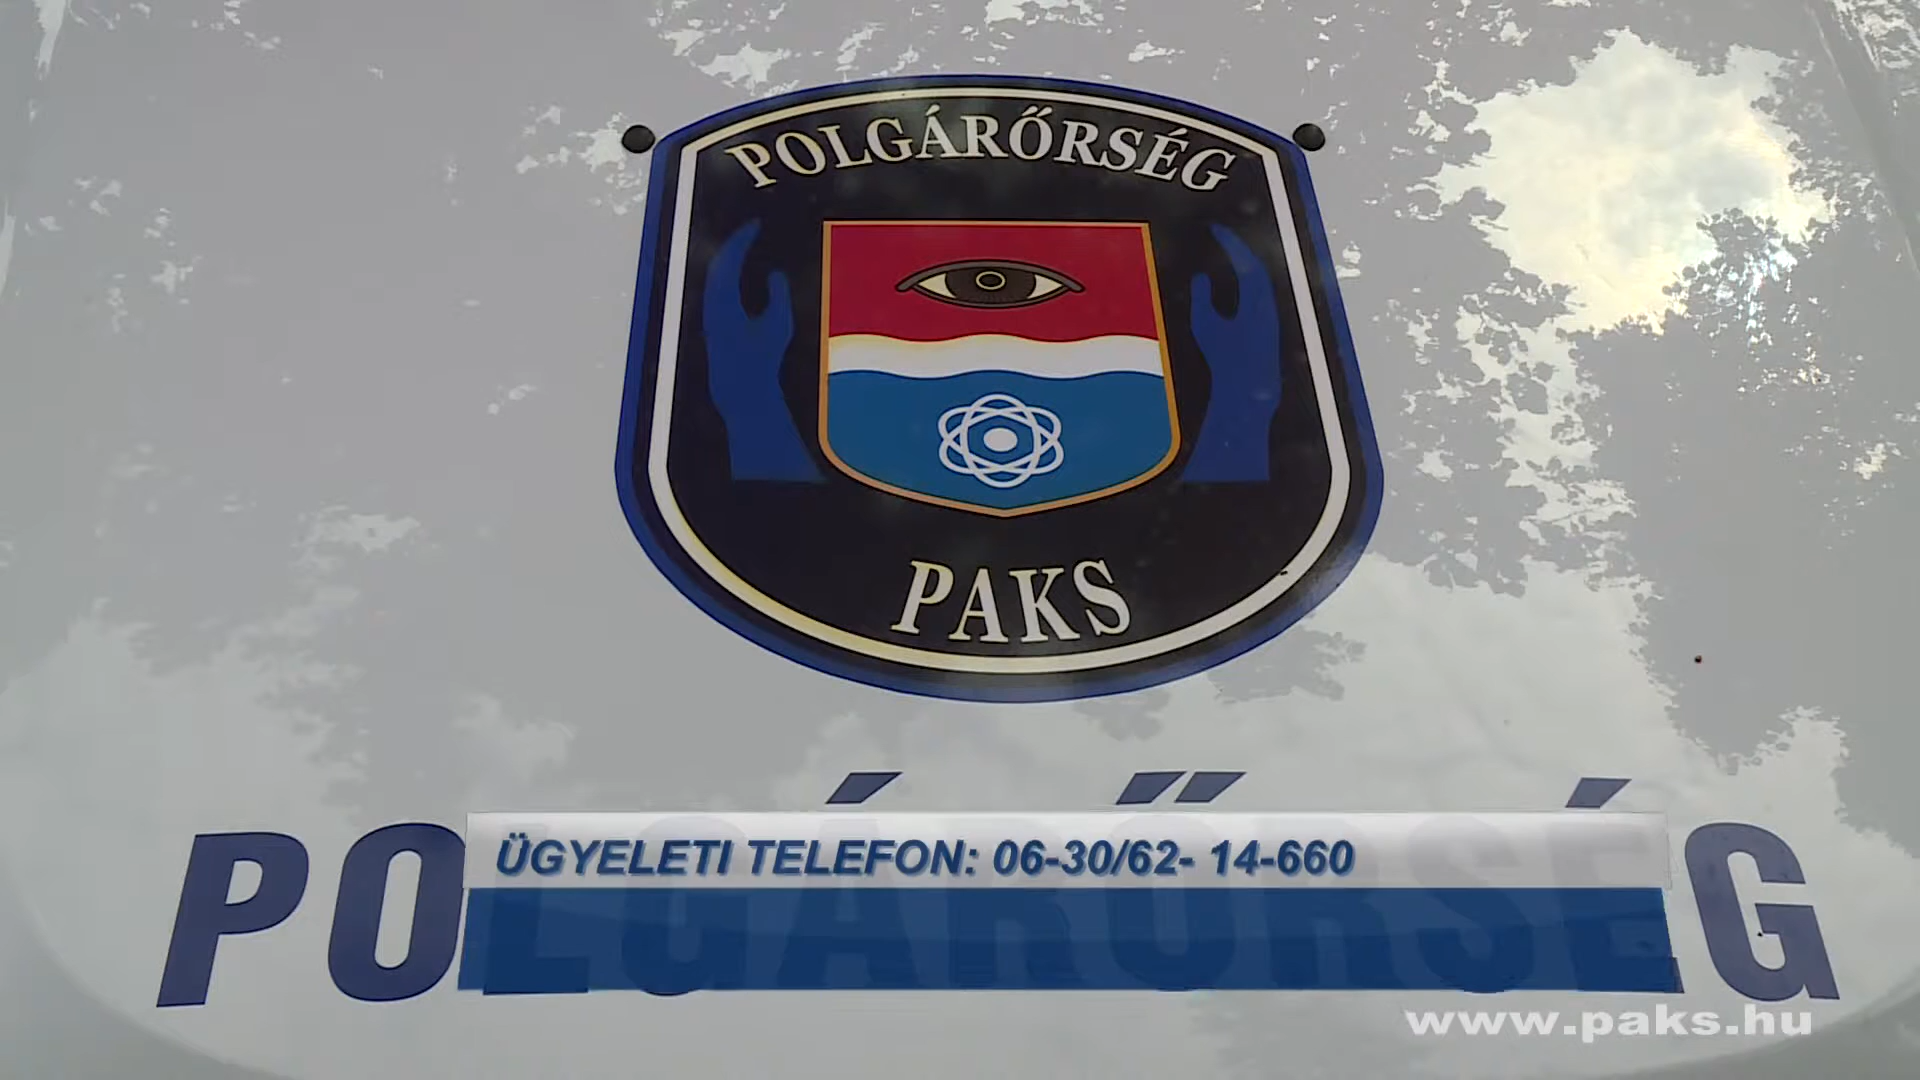 POLGÁRŐRSÉG
PAKS
POLGÁRŐRSÉG
ÜGYELETI TELEFON: 06-30/62- 14-660
www.paks.hu